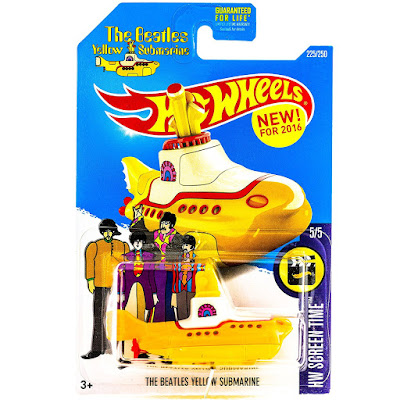 The Beatles
Yellow Submarine
GUARANTEED
FOR LIFE
225/250
HOT WHEELS
NEW!
FOR 2016
5/5
HW SCREEN TIME
3+
THE BEATLES YELLOW SUBMARINE